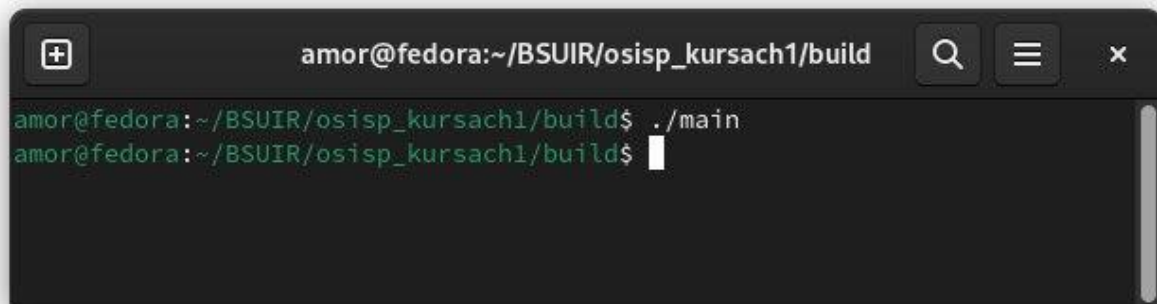 amor@fedora:~/BSUIR/osisp_kursach1/build
amor@fedora:~/BSUIR/osisp_kursach1/build$ ./main
amor@fedora:~/BSUIR/osisp_kursach1/build$